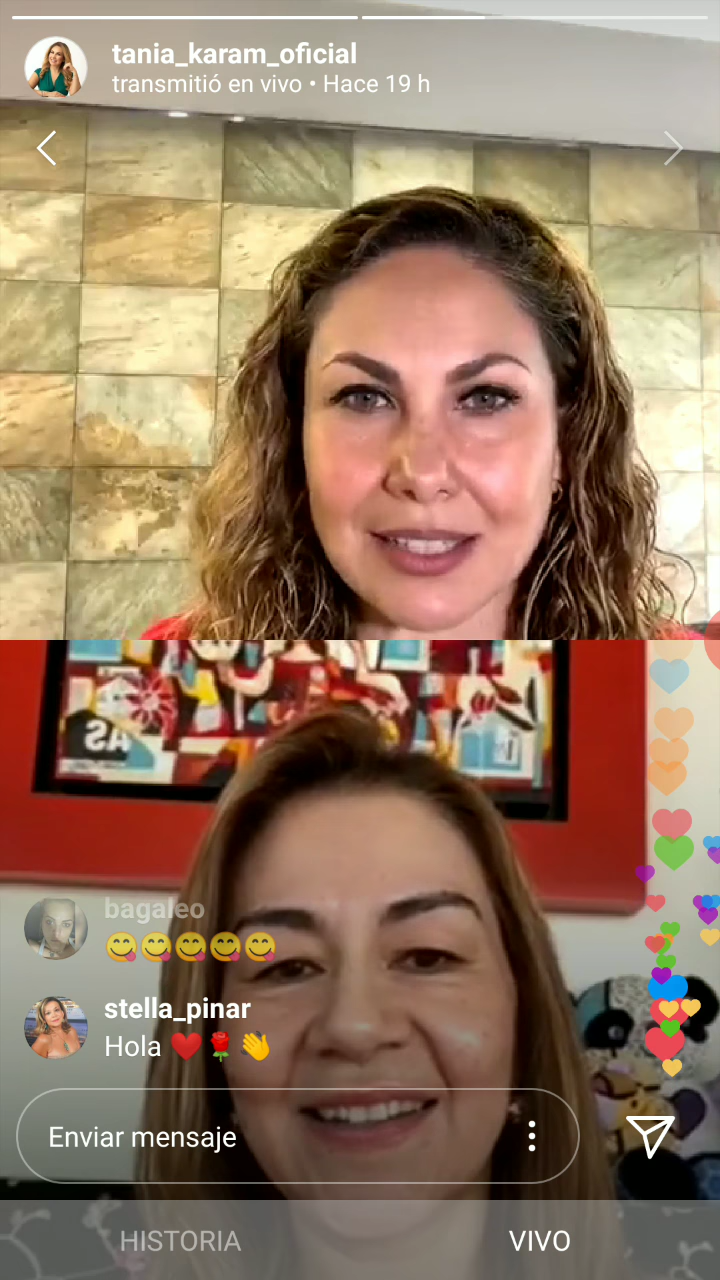 tania_karam_oficial
transmitió en vivo • Hace 19 h
bagaleo
😋😋😋😋😋
stella_pinar
Hola ❤️🌹👋
Enviar mensaje
HISTORIA
VIVO